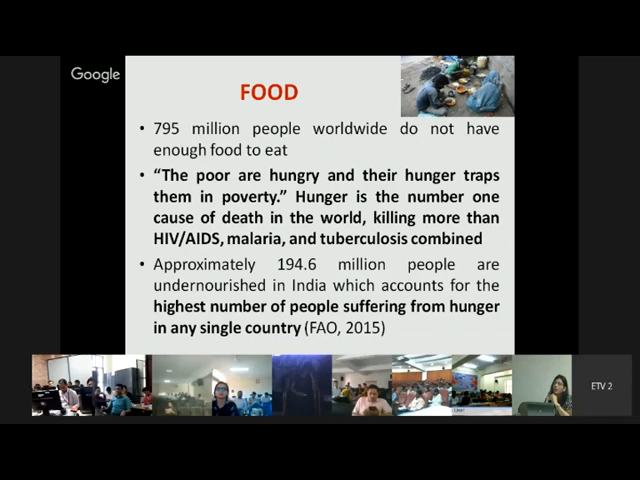 Google
FOOD
• 795 million people worldwide do not have
enough food to eat
• “The poor are hungry and their hunger traps
them in poverty.” Hunger is the number one
cause of death in the world, killing more than
HIV/AIDS, malaria, and tuberculosis combined
• Approximately 194.6 million people are
undernourished in India which accounts for the
highest number of people suffering from hunger
in any single country (FAO, 2015)
ETV 2